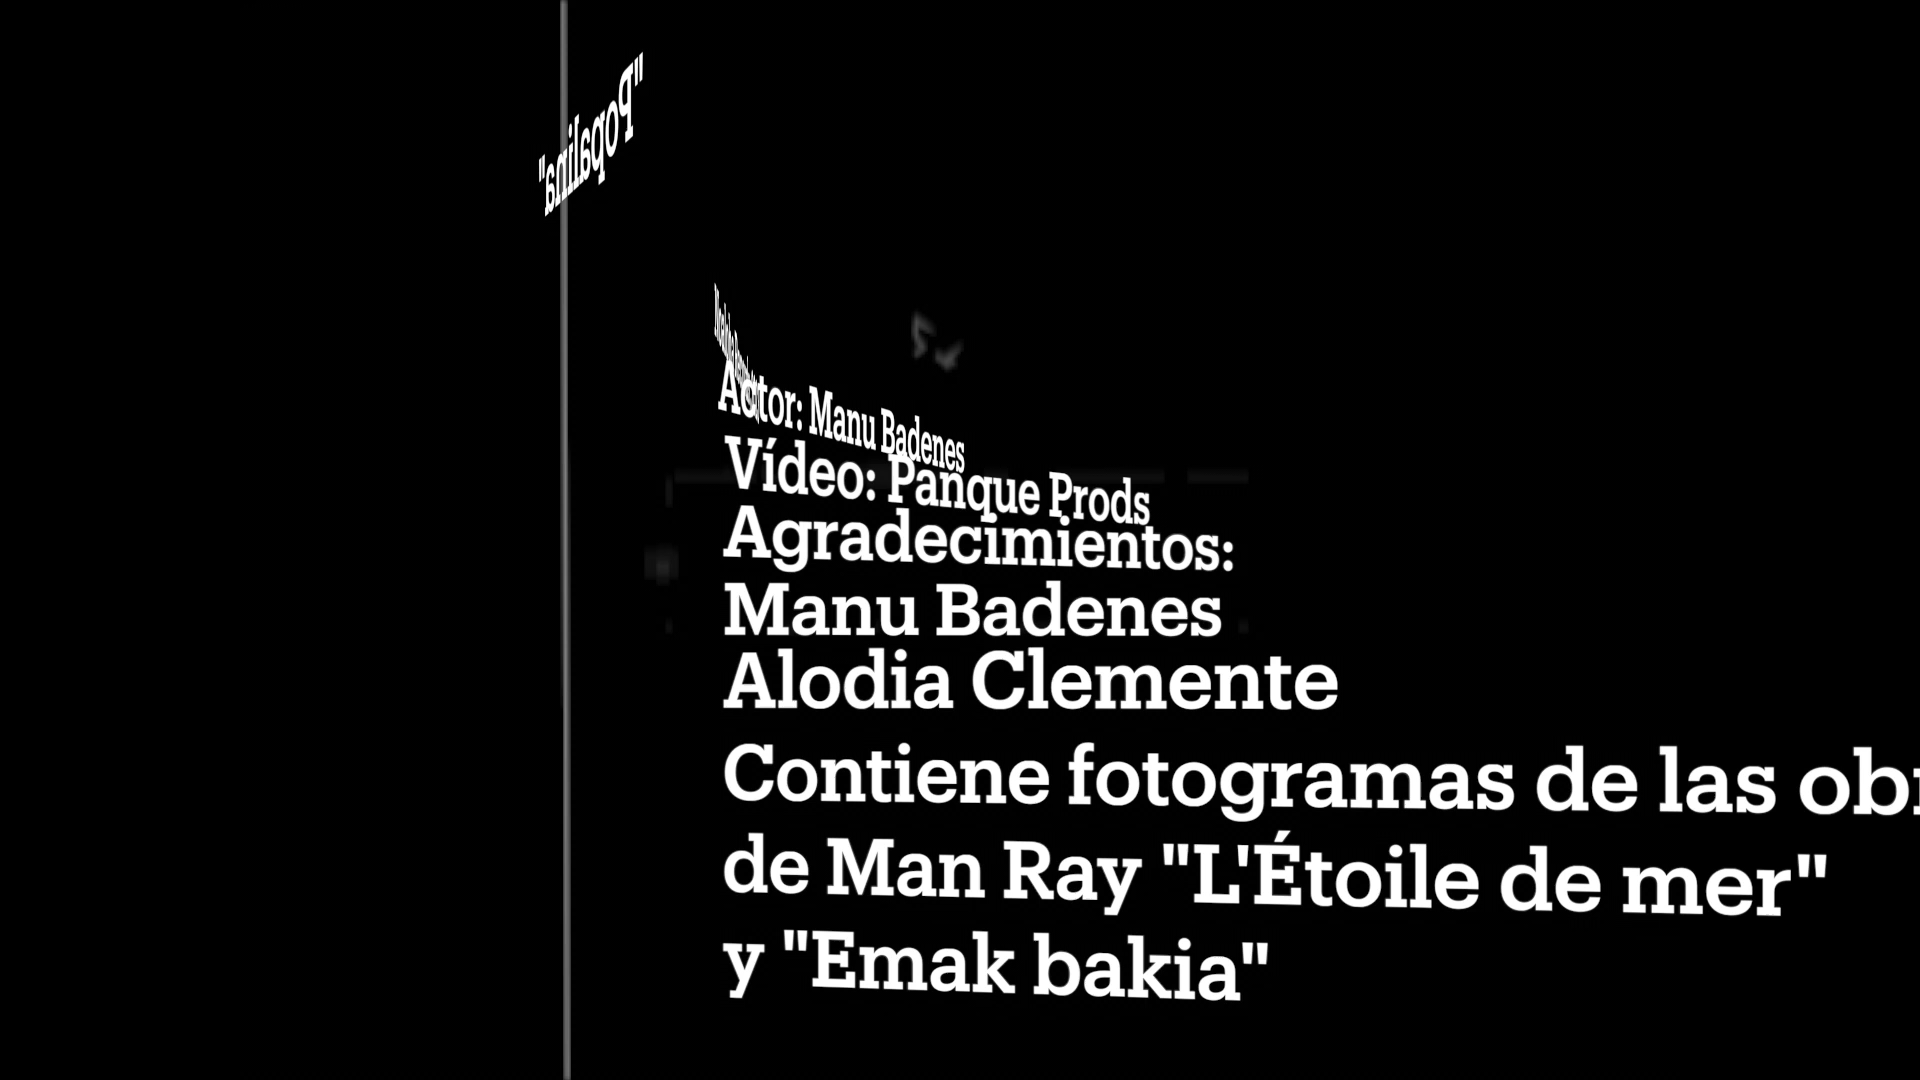 "Popalina"
Actor: Manu Badenes
Vídeo: Panque Prods
Agradecimientos:
Manu Badenes
Alodia Clemente
Contiene fotogramas de las obr
de Man Ray "L'Étoile de mer"
y "Emak bakia"